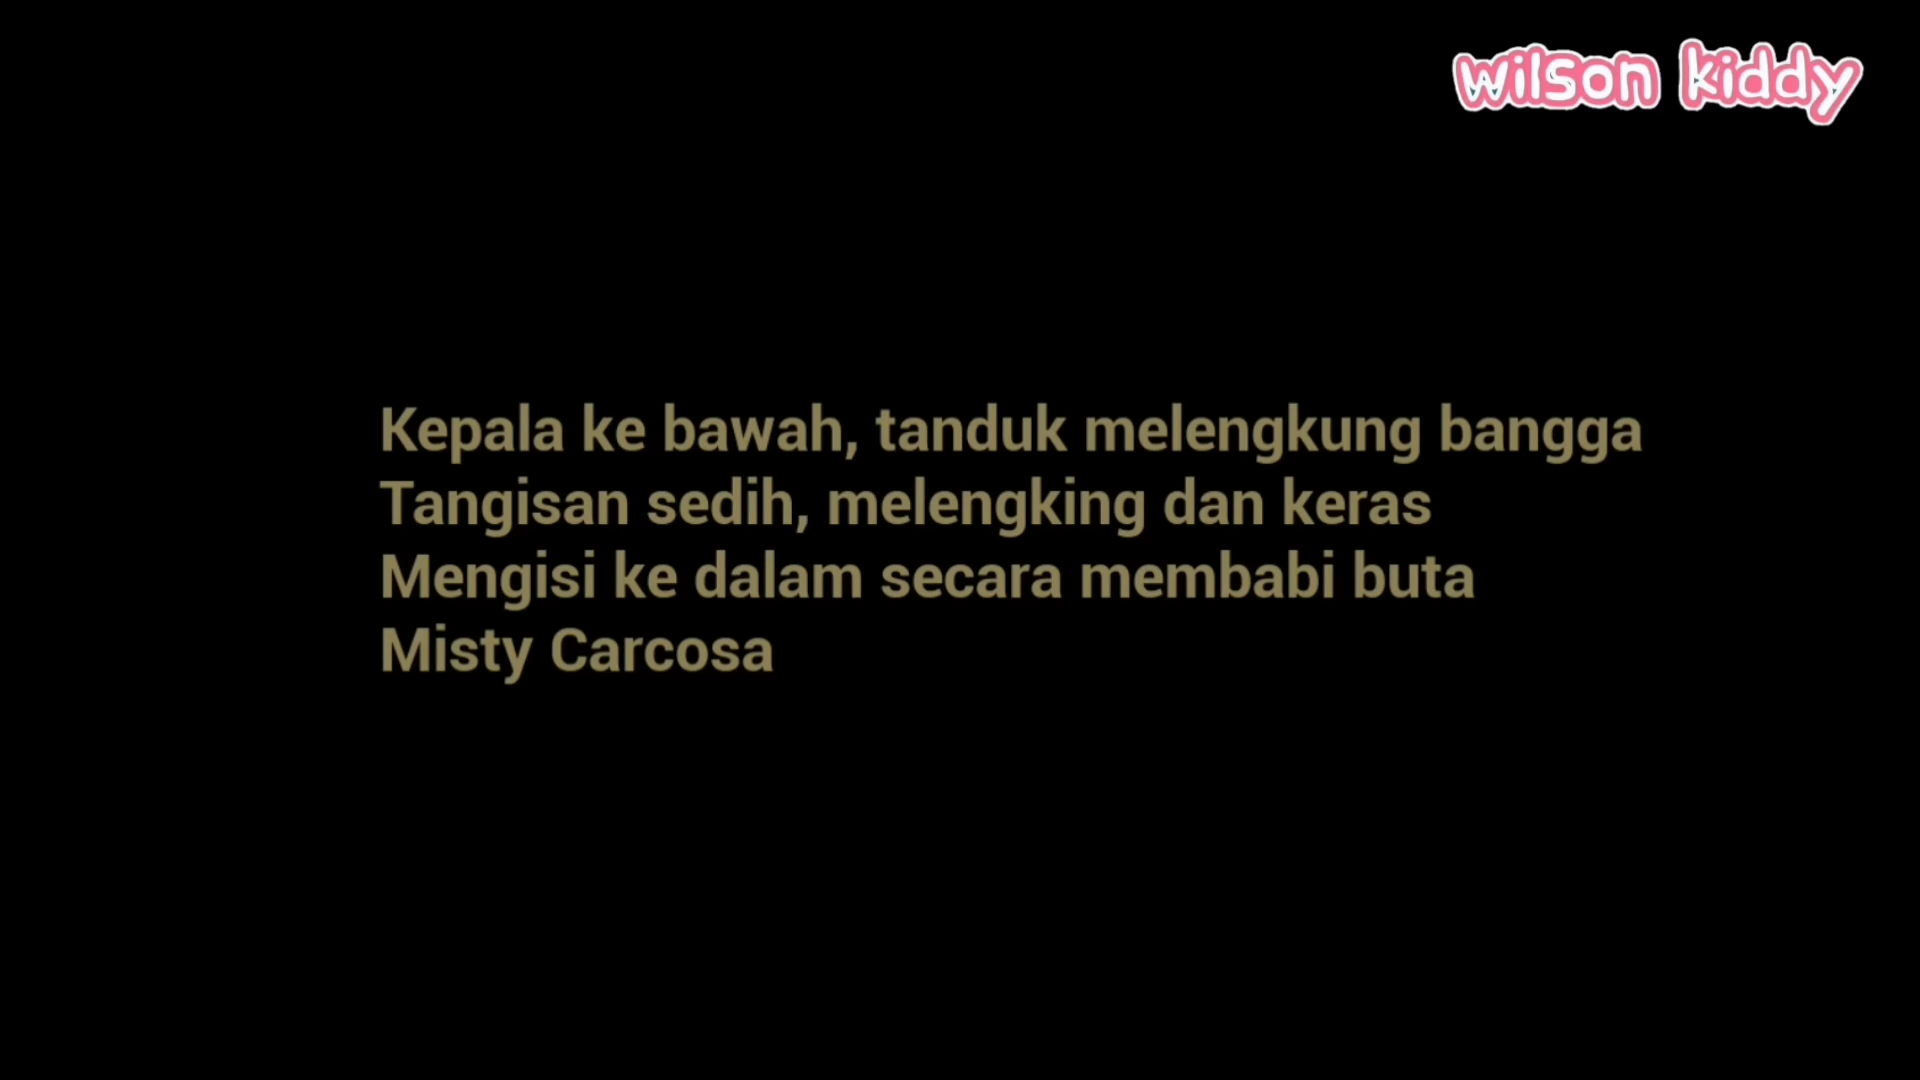 wilson kiddy
Kepala ke bawah, tanduk melengkung bangga
Tangisan sedih, melengking dan keras
Mengisi ke dalam secara membabi buta
Misty Carcosa